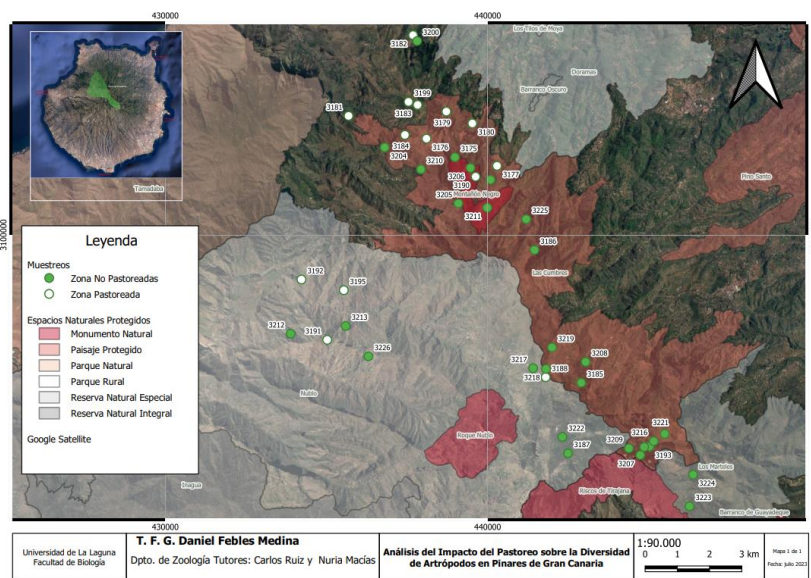 430000
440000
3200
3182
Los Tilos de Moya
Doramas
Barranco Oscuro
3199
3181
3183
3179
3180
3184
3176
3175
3204
3210
3177
3206
3190
Montañón Negro
3205
3211
Pino Santo
Tamadaba
3100000
3225
3186
Las Cumbres
Leyenda
Muestreos
Zona No Pastoreadas
Zona Pastoreada
Espacios Naturales Protegidos
Monumento Natural
Paisaje Protegido
Parque Natural
Parque Rural
Reserva Natural Especial
Reserva Natural Integral
Google Satellite
3192
3195
3213
3212
3191
3226
Nublo
3219
3217
3208
3188
3218
3185
Roque Nublo
3222
3187
3209
3216
3221
3207
3193
Los Marteles
3224
3223
Inagua
Riscos de Tirajana
Barranco de Guayadeque
430000
440000
Universidad de La Laguna
Facultad de Biología
T. F. G. Daniel Febles Medina
Dpto. de Zoología Tutores: Carlos Ruiz y Nuria Macías
Análisis del Impacto del Pastoreo sobre la Diversidad
de Artrópodos en Pinares de Gran Canaria
1:90.000
0 1 2 3 km
Mapa 1 de 1
Fecha: julio